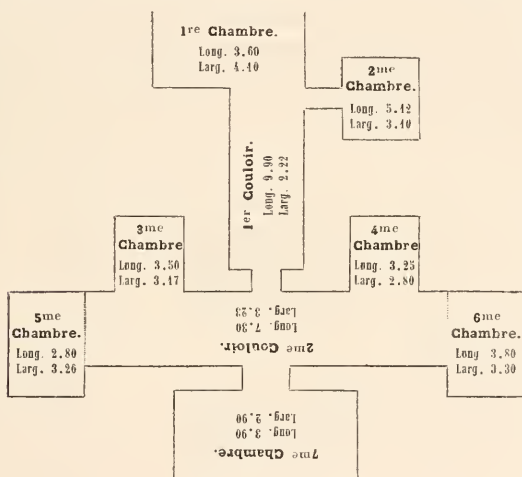 1re Chambre.
Long. 3.60
Larg. 4.40
2me
Chambre.
Long. 5.42
Larg. 3.40
1er Couloir.
Long. 9.90
Larg. 2.22
3me
Chambre
Long. 3.50
Larg. 3.47
4me
Chambre
Long. 3.25
Larg. 2.80
5me
Chambre.
Long. 2.80
Larg. 3.26
2me Couloir.
Long. 7.30
Larg. 3.23
6me
Chambre.
Long 3.80
Larg. 3.30
7me Chambre.
Long. 3.90
Larg. 2.90